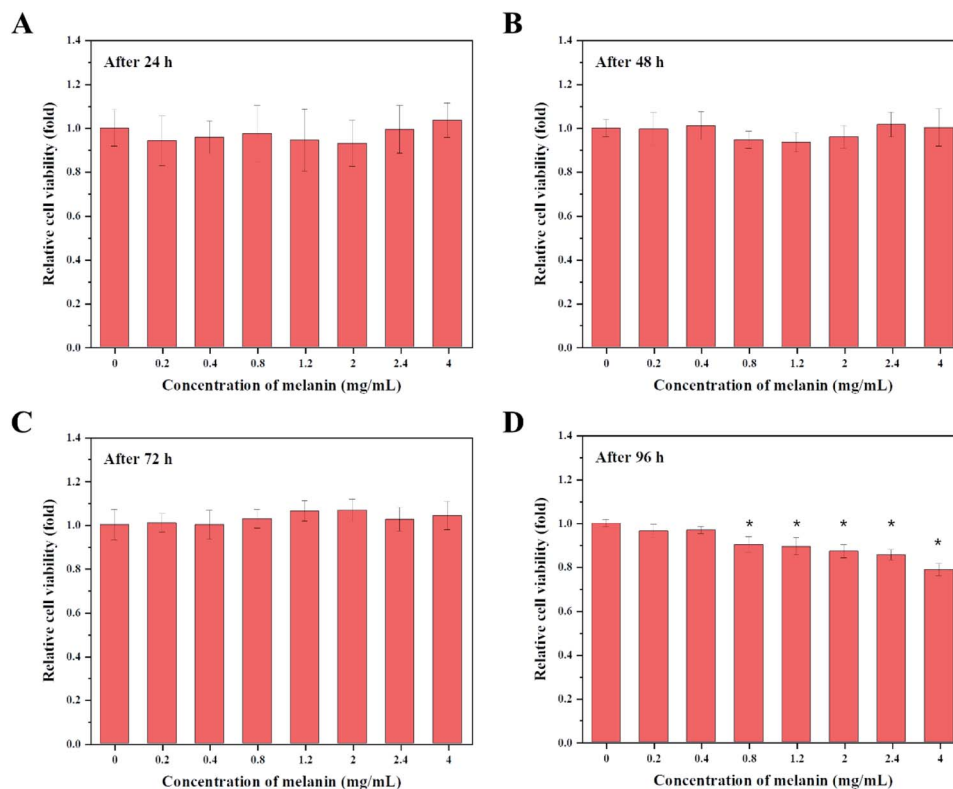 A
After 24 h
Relative cell viability (fold)
1.4
1.2
1.0
0.8
0.6
0.4
0.2
0.0
0 0.2 0.4 0.8 1.2 2 2.4 4
Concentration of melanin (mg/mL)
B
After 48 h
Relative cell viability (fold)
1.4
1.2
1.0
0.8
0.6
0.4
0.2
0.0
0 0.2 0.4 0.8 1.2 2 2.4 4
Concentration of melanin (mg/mL)
C
After 72 h
Relative cell viability (fold)
1.4
1.2
1.0
0.8
0.6
0.4
0.2
0.0
0 0.2 0.4 0.8 1.2 2 2.4 4
Concentration of melanin (mg/mL)
D
After 96 h
Relative cell viability (fold)
1.4
1.2
1.0
0.8
0.6
0.4
0.2
0.0
* * * * *
0 0.2 0.4 0.8 1.2 2 2.4 4
Concentration of melanin (mg/mL)